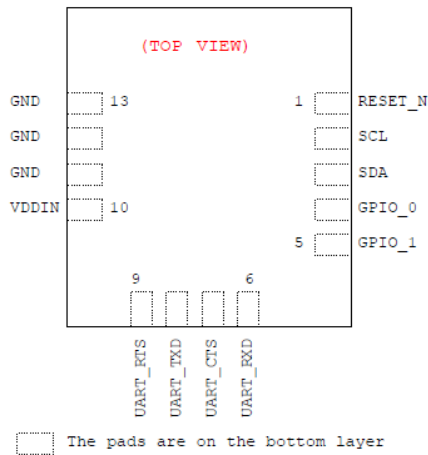 (TOP VIEW)
GND 13 1 RESET_N
GND SCL
GND SDA
VDDIN 10 GPIO_0
5 GPIO_1
9 6
UART_RTS
UART_TXD
UART_CTS
UART_RXD
The pads are on the bottom layer